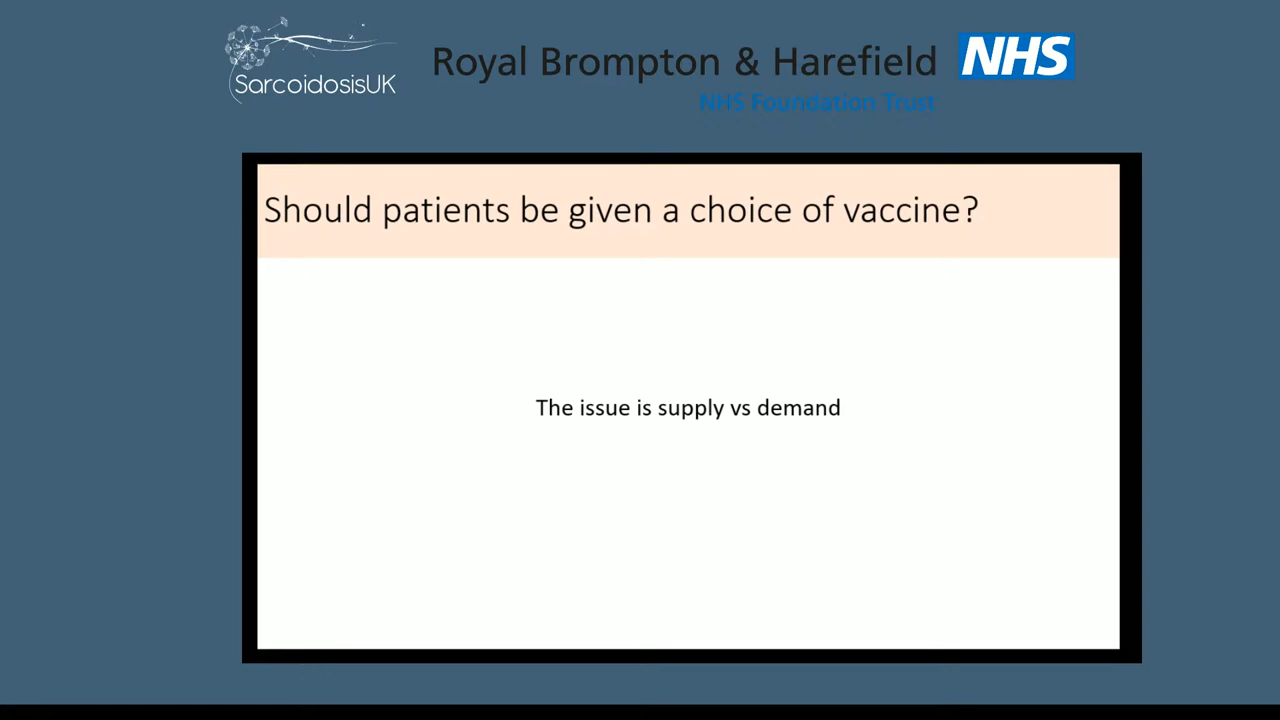 SarcoidosisUK
Royal Brompton & Harefield NHS
NHS Foundation Trust
Should patients be given a choice of vaccine?
The issue is supply vs demand